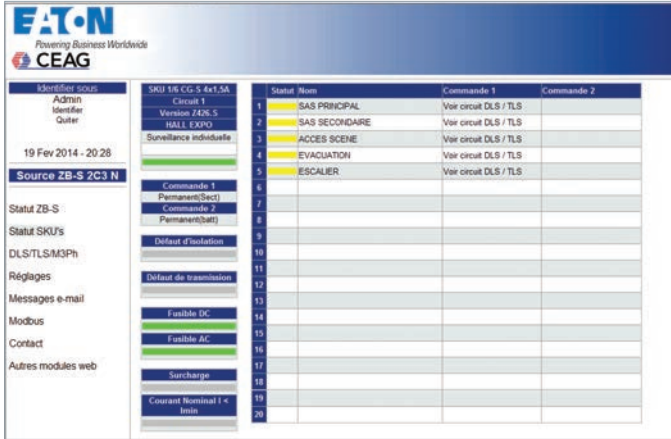 EATON
Powering Business Worldwide
CEAG
Identifier sous
Admin
Identifier
Quiter
19 Fev 2014 - 20:28
Source ZB-S 2C3 N
Statut ZB-S
Statut SKU's
DLS/TLS/M3Ph
Réglages
Messages e-mail
Modbus
Contact
Autres modules web
SKU 1/6 CG-S 4x1,5A
Circuit 1
Version Z426.S
HALL EXPO
Surveillance individuelle
Commande 1
Permanent(Sect)
Commande 2
Permanent(batt)
Défaut d'isolation
Défaut de trasmission
Fusible DC
Fusible AC
Surcharge
Courant Nominal I <
Imin
Statut Nom Commande 1 Commande 2
1 SAS PRINCIPAL Voir circuit DLS / TLS
2 SAS SECONDAIRE Voir circuit DLS / TLS
3 ACCES SCENE Voir circuit DLS / TLS
4 EVACUATION Voir circuit DLS / TLS
5 ESCALIER Voir circuit DLS / TLS
6
7
8
9
10
11
12
13
14
15
16
17
18
19
20